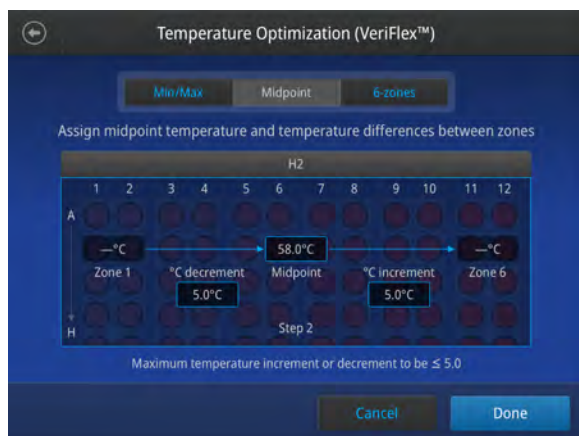 Temperature Optimization (VeriFlex™)
Min/Max Midpoint 6-zones
Assign midpoint temperature and temperature differences between zones
H2
1 2 3 4 5 6 7 8 9 10 11 12
A
—°C 58.0°C —°C
Zone 1 °C decrement Midpoint °C increment Zone 6
5.0°C 5.0°C
Step 2
H
Maximum temperature increment or decrement to be ≤ 5.0
Cancel Done